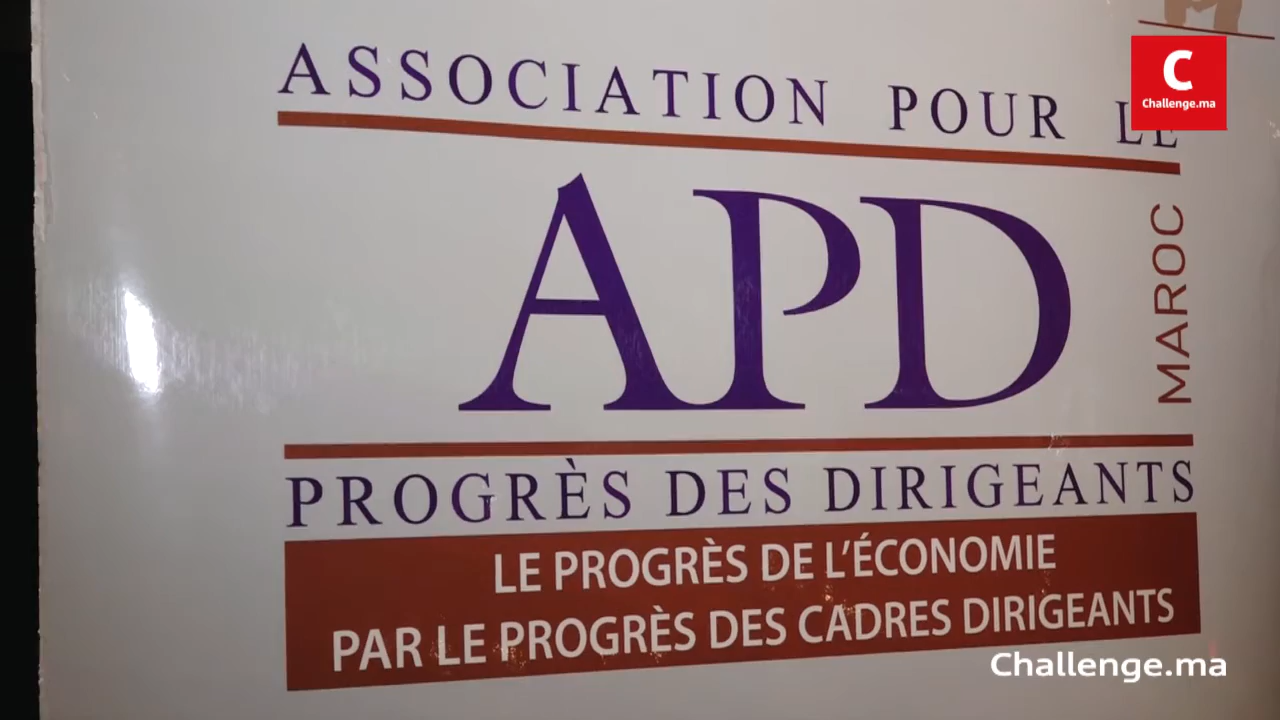 C
Challenge.ma
ASSOCIATION POUR LE
APD
MAROC
PROGRÈS DES DIRIGEANTS
LE PROGRÈS DE L'ÉCONOMIE
PAR LE PROGRÈS DES CADRES DIRIGEANTS
Challenge.ma